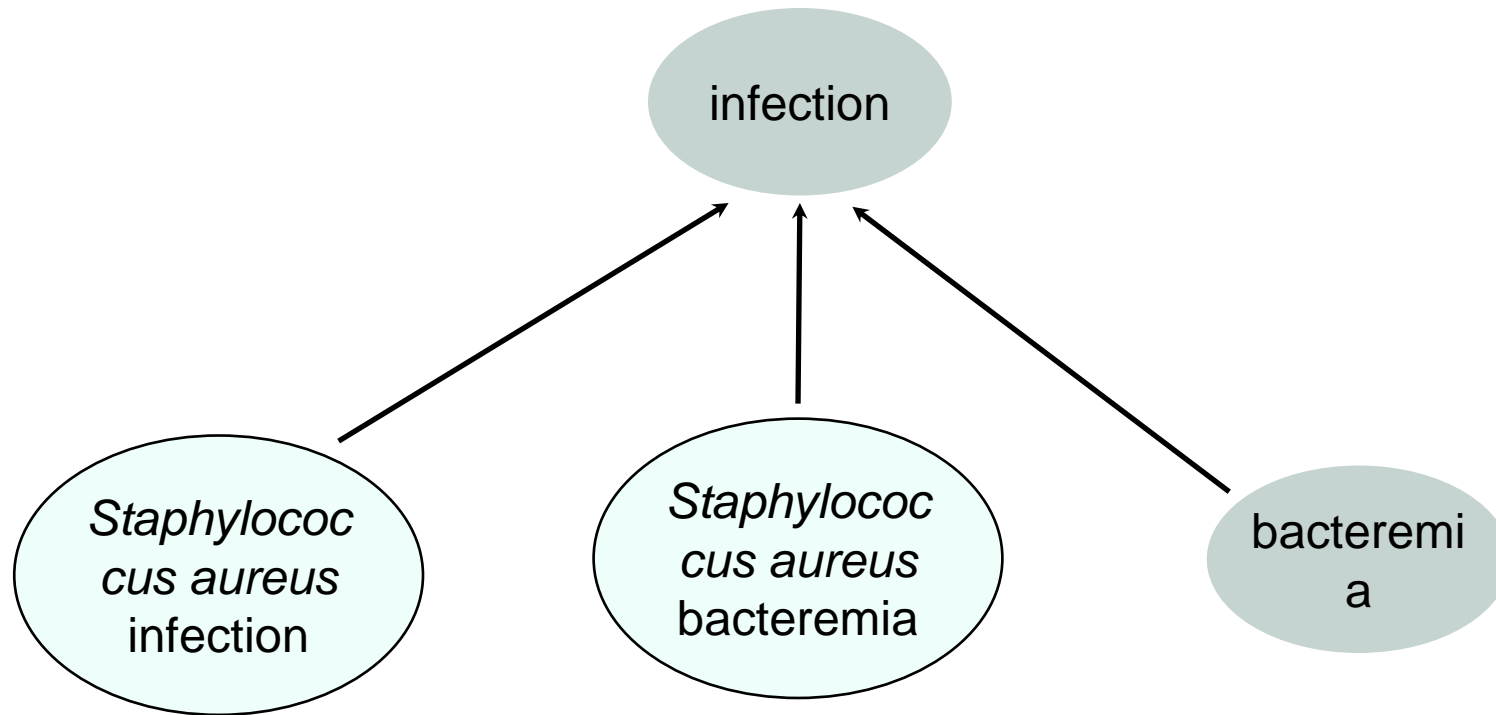 infection
Staphylococ
cus aureus
infection
Staphylococ
cus aureus
bacteremia
bacteremi
a